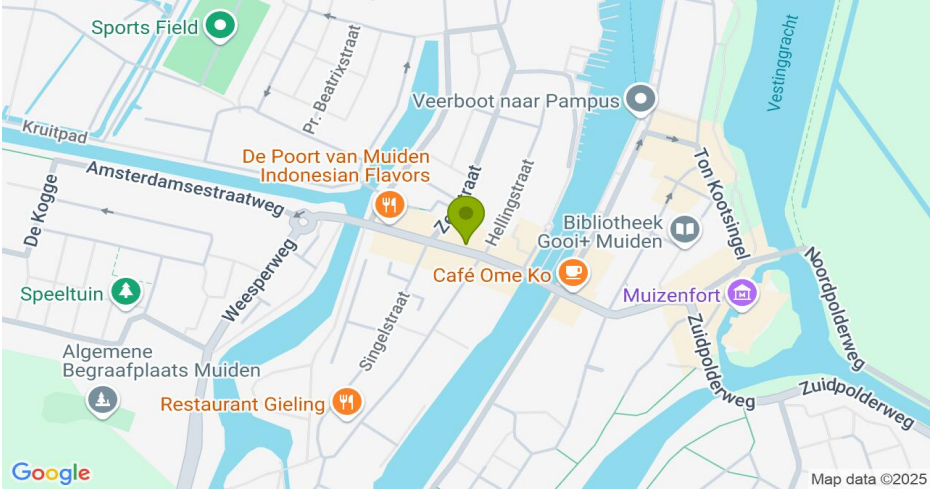 Sports Field
Pr. Beatrixstraat
Veerboot naar Pampus
Vestinggracht
Kruitpad
De Poort van Muiden
Indonesian Flavors
Amsterdamsestraatweg
De Kogge
Hellingstraat
Ton Kootsingel
Bibliotheek
Gooi+ Muiden
Café Ome Ko
Weesperweg
Speeltuin
Muizenfort
Noordpolderweg
Singelstraat
Zuidpolderweg
Algemene
Begraafplaats Muiden
Restaurant Gieling
Zuidpolderweg
Google
Map data ©2025